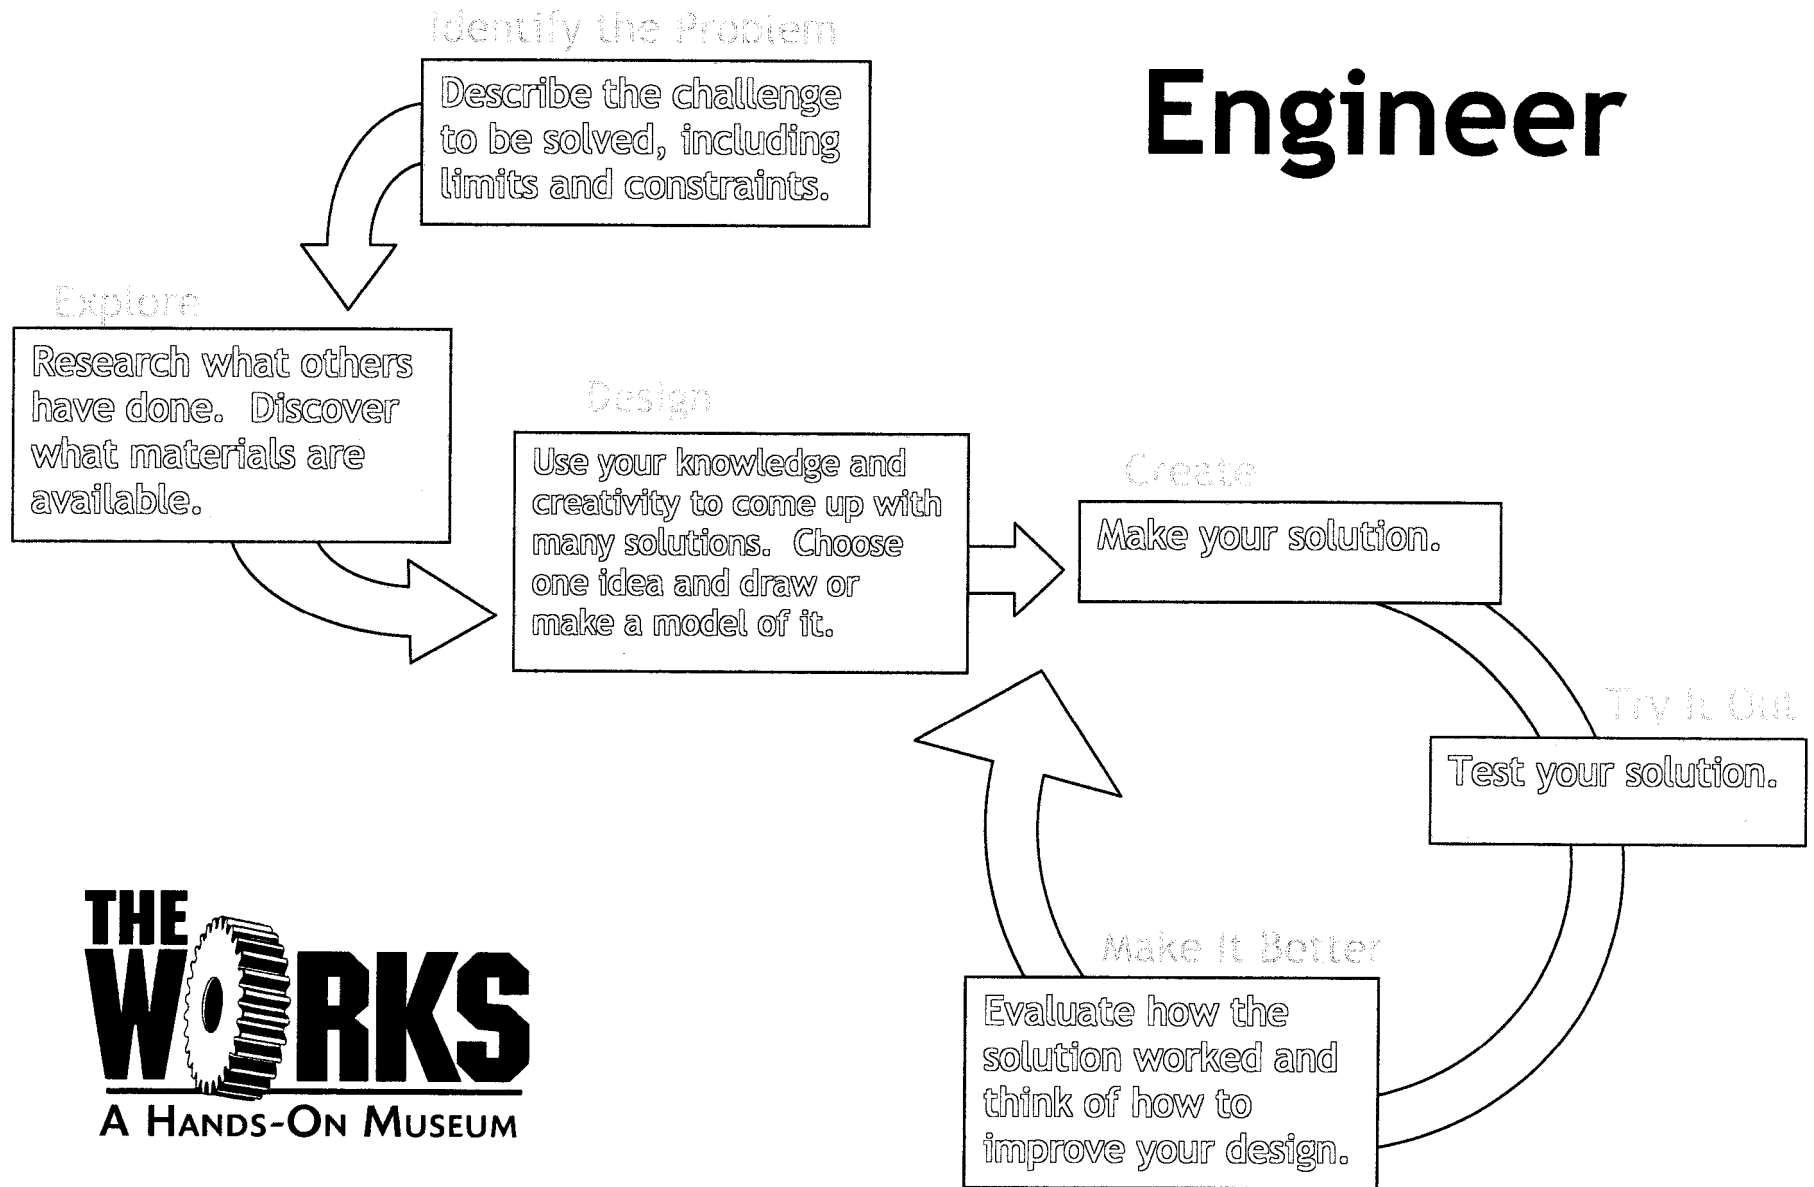 Identify the Problem
Describe the challenge
to be solved, including
limits and constraints.
Engineer
Explore
Research what others
have done. Discover
what materials are
available.
Design
Use your knowledge and
creativity to come up with
many solutions. Choose
one idea and draw or
make a model of it.
Create
Make your solution.
Try It Out
Test your solution.
Make It Better
Evaluate how the
solution worked and
think of how to
improve your design.
THE
WORKS
A HANDS-ON MUSEUM